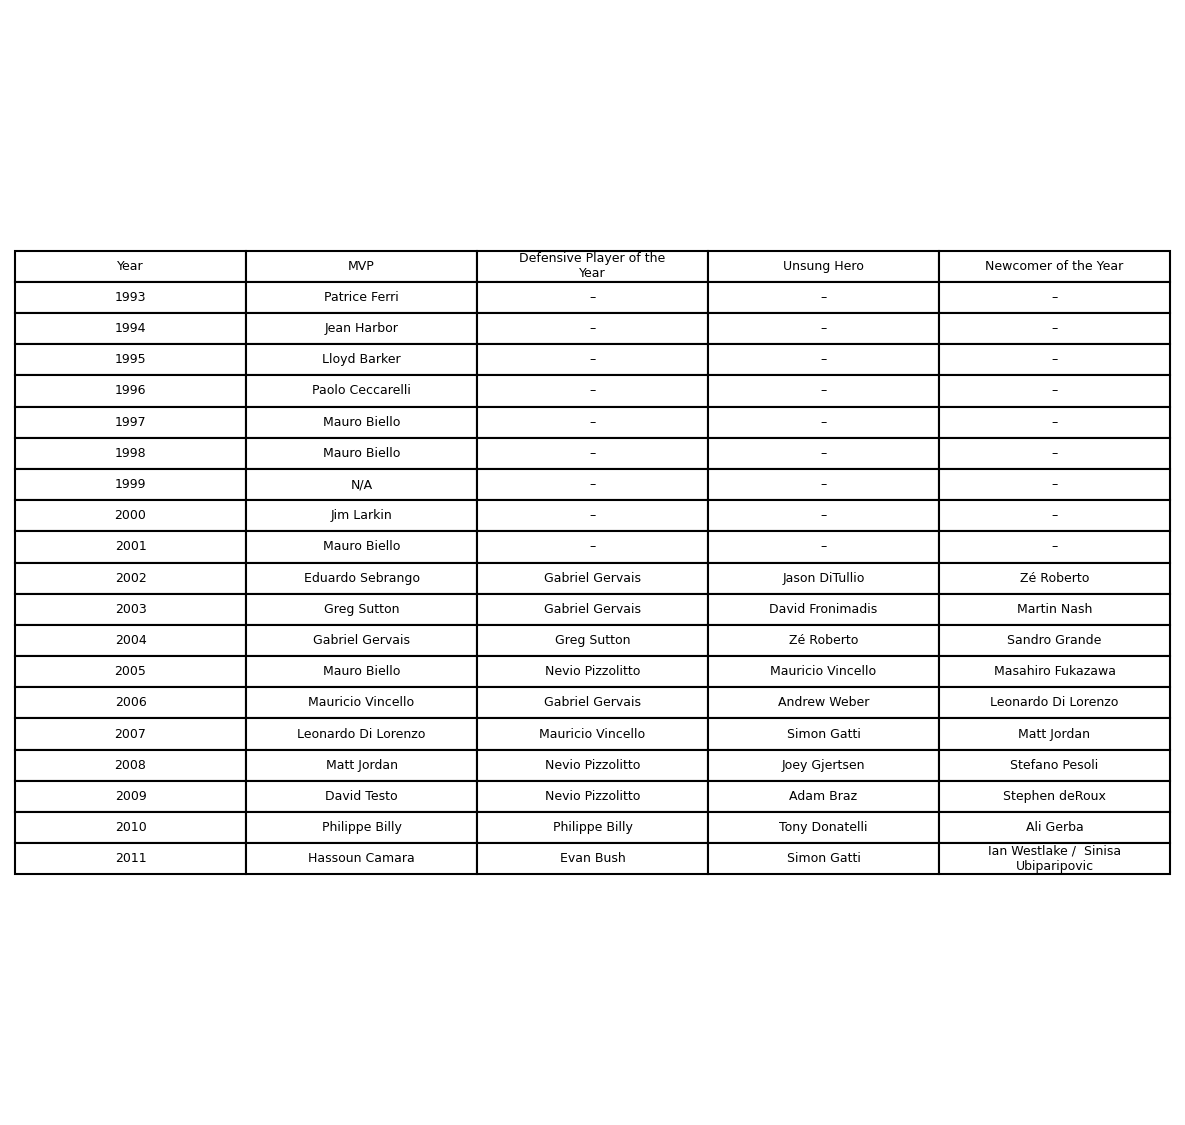 Year MVP Defensive Player of the Year Unsung Hero Newcomer of the Year
1993 Patrice Ferri – – –
1994 Jean Harbor – – –
1995 Lloyd Barker – – –
1996 Paolo Ceccarelli – – –
1997 Mauro Biello – – –
1998 Mauro Biello – – –
1999 N/A – – –
2000 Jim Larkin – – –
2001 Mauro Biello – – –
2002 Eduardo Sebrango Gabriel Gervais Jason DiTullio Zé Roberto
2003 Greg Sutton Gabriel Gervais David Fronimadis Martin Nash
2004 Gabriel Gervais Greg Sutton Zé Roberto Sandro Grande
2005 Mauro Biello Nevio Pizzolitto Mauricio Vincello Masahiro Fukazawa
2006 Mauricio Vincello Gabriel Gervais Andrew Weber Leonardo Di Lorenzo
2007 Leonardo Di Lorenzo Mauricio Vincello Simon Gatti Matt Jordan
2008 Matt Jordan Nevio Pizzolitto Joey Gjertsen Stefano Pesoli
2009 David Testo Nevio Pizzolitto Adam Braz Stephen deRoux
2010 Philippe Billy Philippe Billy Tony Donatelli Ali Gerba
2011 Hassoun Camara Evan Bush Simon Gatti Ian Westlake /  Sinisa Ubiparipovic